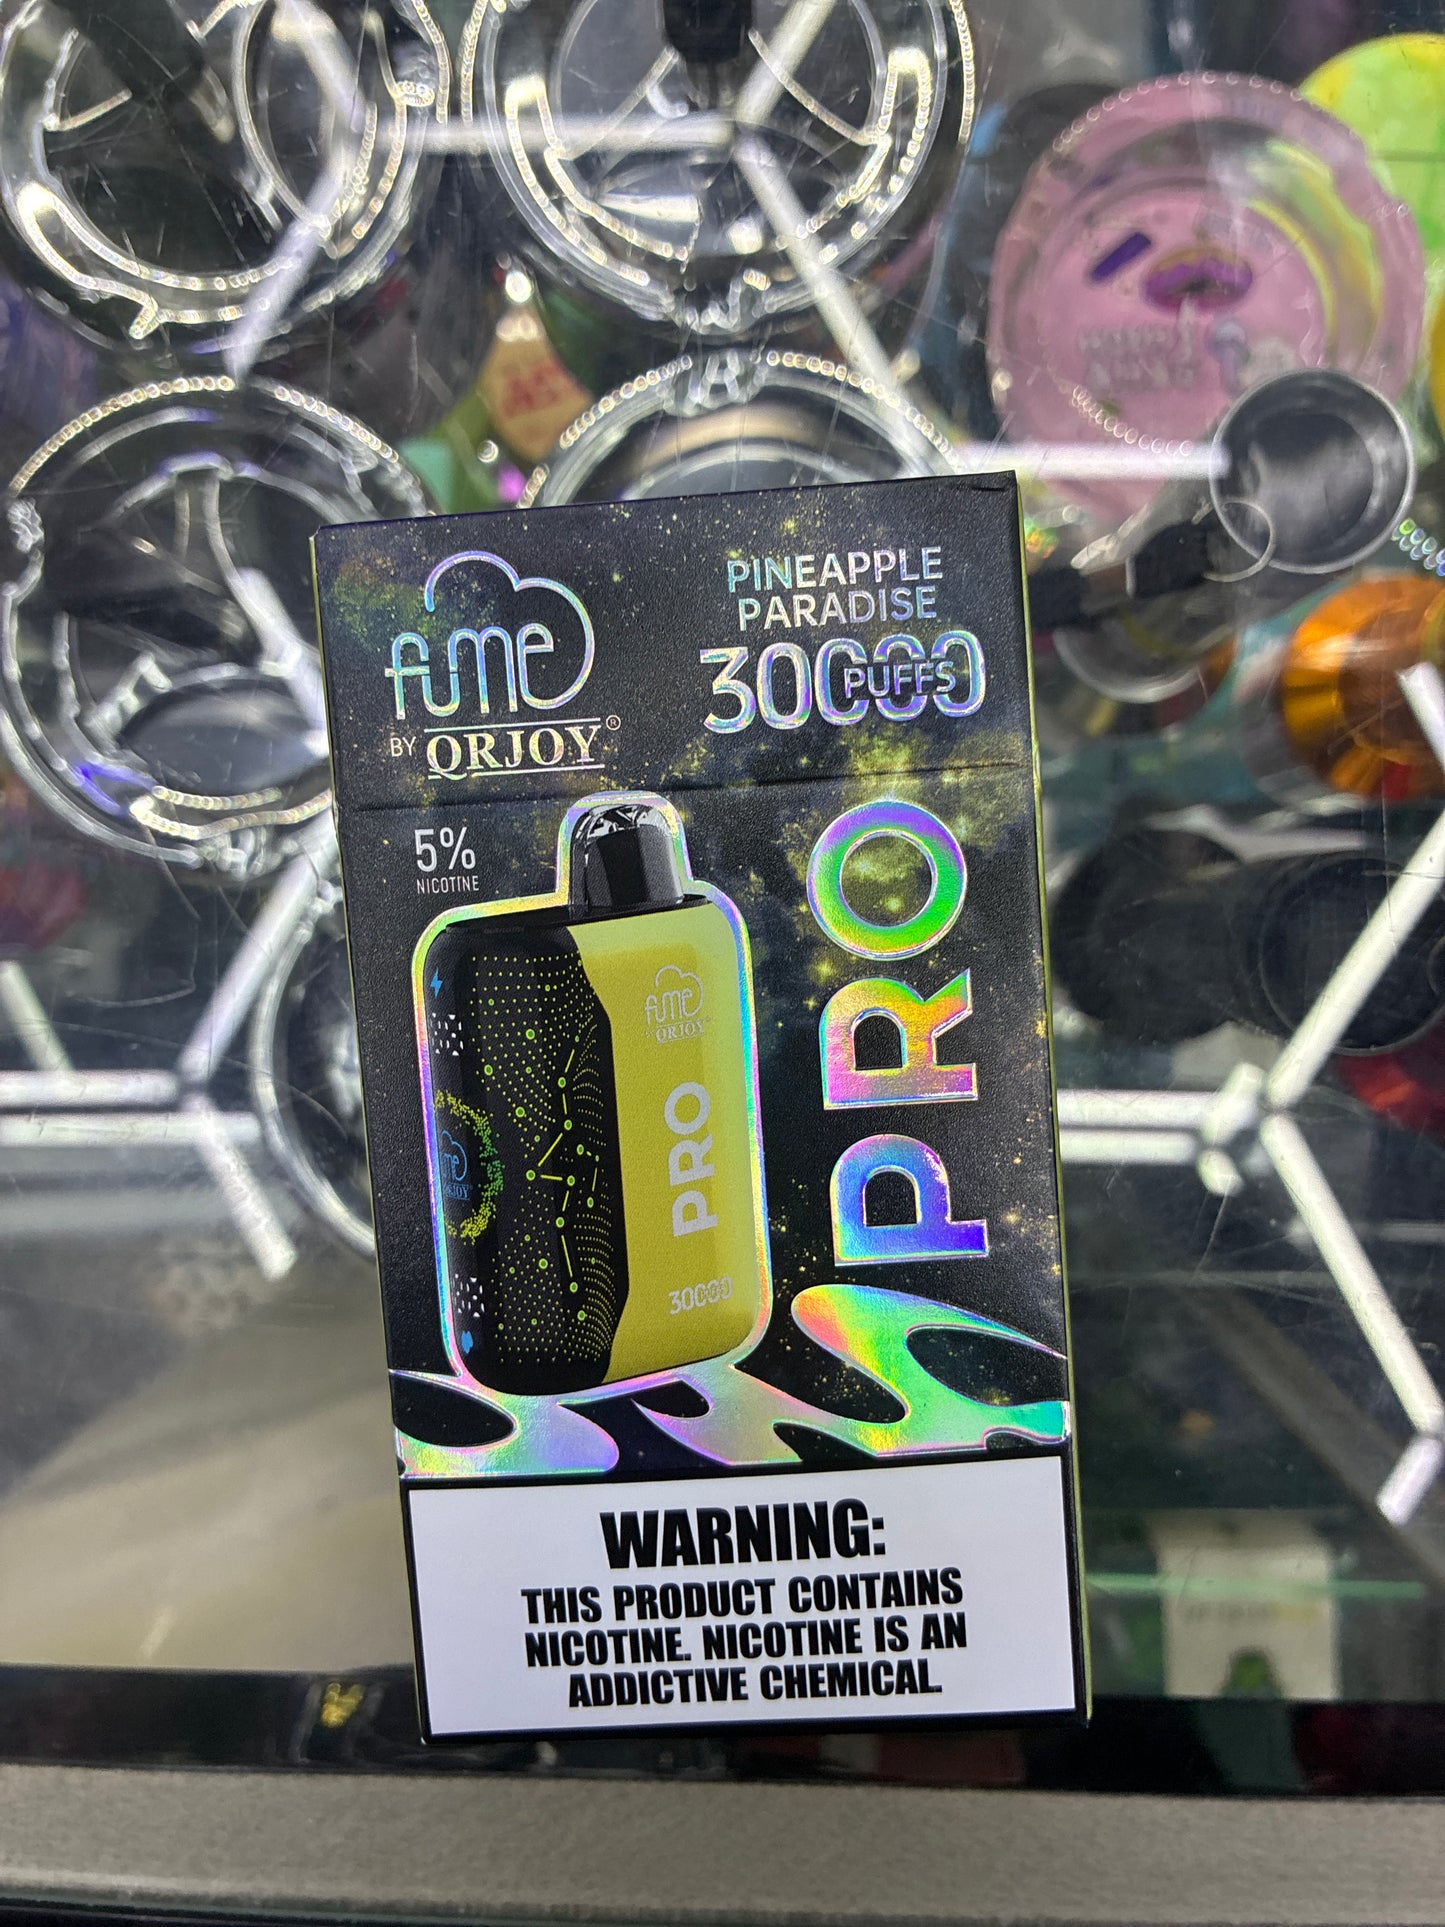 fume
BY QRJOY®
PINEAPPLE
PARADISE
30000
PUFFS
5%
NICOTINE
PRO
fume
QRJOY
PRO
30000
me
WARNING:
THIS PRODUCT CONTAINS
NICOTINE. NICOTINE IS AN
ADDICTIVE CHEMICAL.